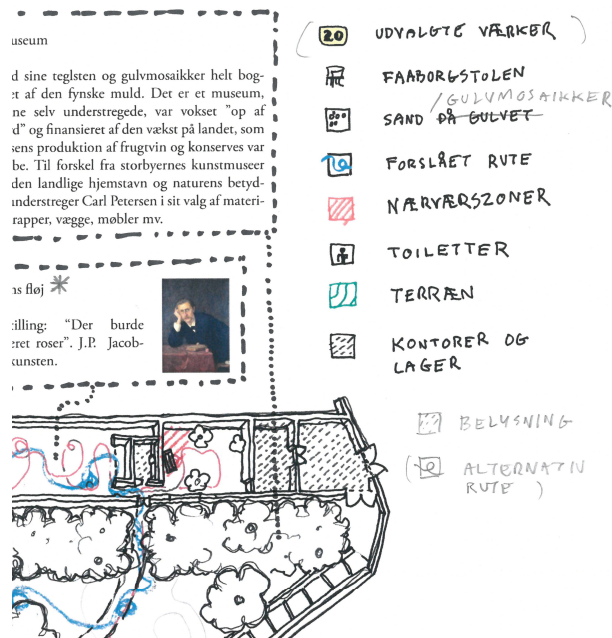 useum
d sine teglsten og gulvmosaikker helt bog-
et af den fynske muld. Det er et museum,
ne selv understregede, var vokset ”op af
d” og finansieret af den vækst på landet, som
sens produktion af frugtvin og konserves var
be. Til forskel fra storbyernes kunstmuseer
den landlige hjemstavn og naturens betyd-
understreger Carl Petersen i sit valg af materi-
rapper, vægge, møbler mv.
ns fløj
tilling: “Der burde
eret roser”. J.P. Jacob-
kunsten.
( 20 UDVALGTE VÆRKER )
FAABORGSTOLEN
/GULVMOSAIKKER
SAND PÅ GULVET
FORSLÅET RUTE
NÆRVÆRSZONER
TOILETTER
TERRÆN
KONTORER OG
LAGER
BELYSNING
( ALTERNATIV
RUTE )